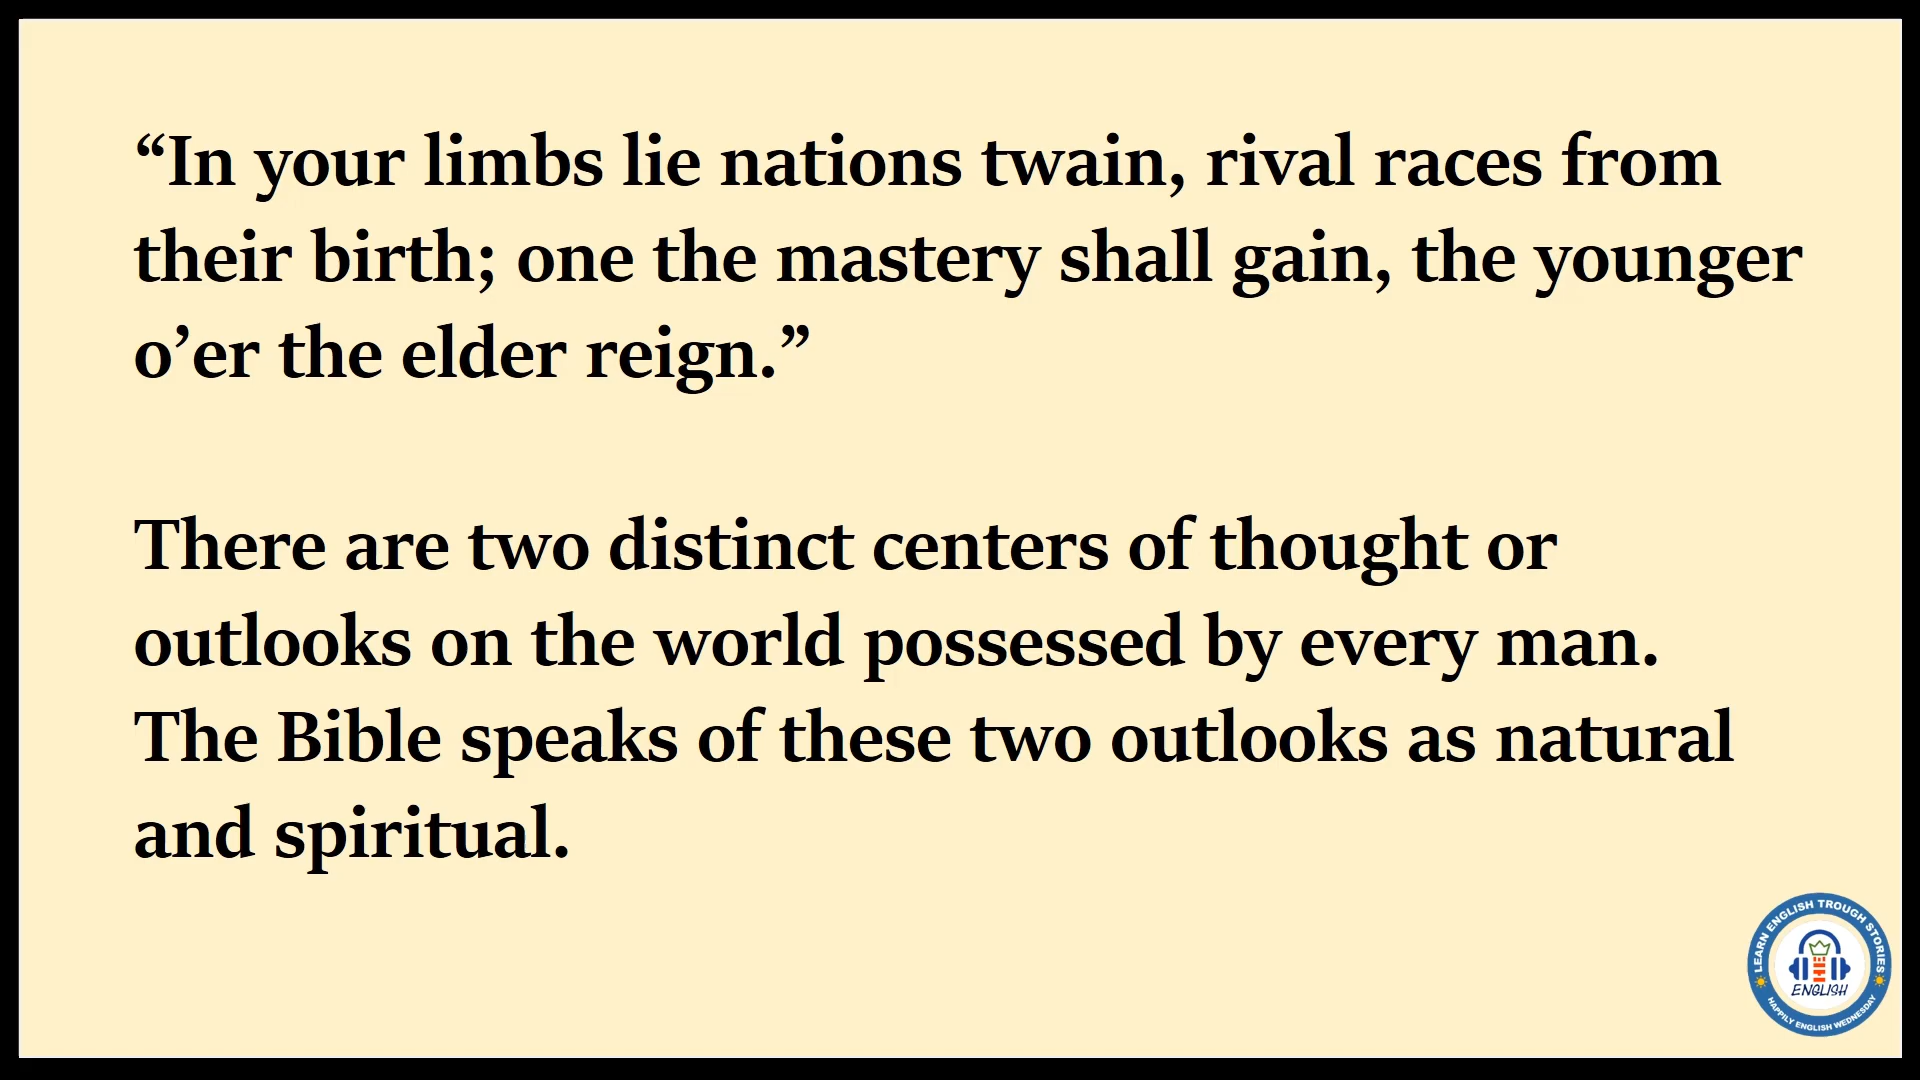 “In your limbs lie nations twain, rival races from
their birth; one the mastery shall gain, the younger
o’er the elder reign.”
There are two distinct centers of thought or
outlooks on the world possessed by every man.
The Bible speaks of these two outlooks as natural
and spiritual.
LEARN ENGLISH TROUGH STORIES
ENGLISH
HAPPILY ENGLISH WEDNESDAY